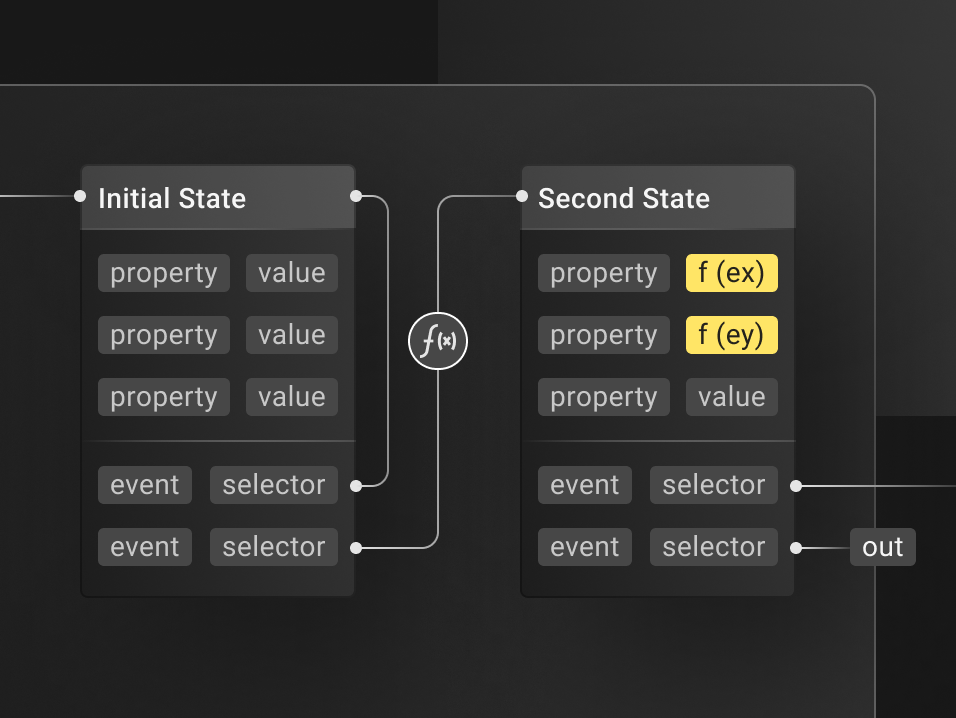 Initial State
property value
property value
property value
event selector
event selector
f(x)
Second State
property f (ex)
property f (ey)
property value
event selector
event selector
out